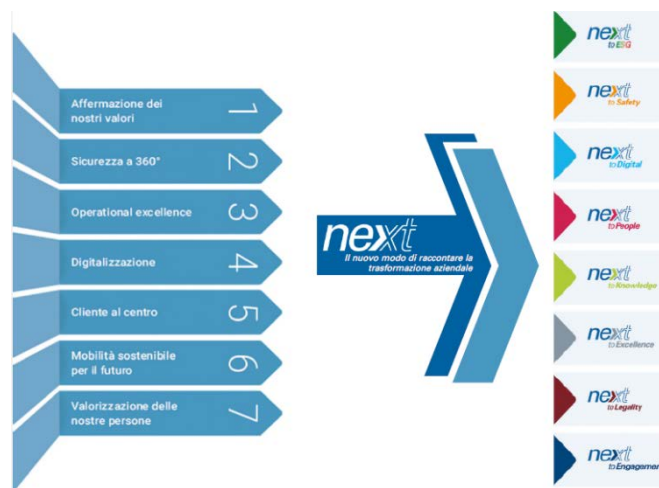 Affermazione dei
nostri valori
1
Sicurezza a 360°
2
Operational excellence
3
Digitalizzazione
4
Cliente al centro
5
Mobilità sostenibile
per il futuro
6
Valorizzazione delle
nostre persone
7
next
Il nuovo modo di raccontare la
trasformazione aziendale
next
to ESG
next
to Safety
next
to Digital
next
to People
next
to Knowledge
next
to Excellence
next
to Legality
next
to Engagemen